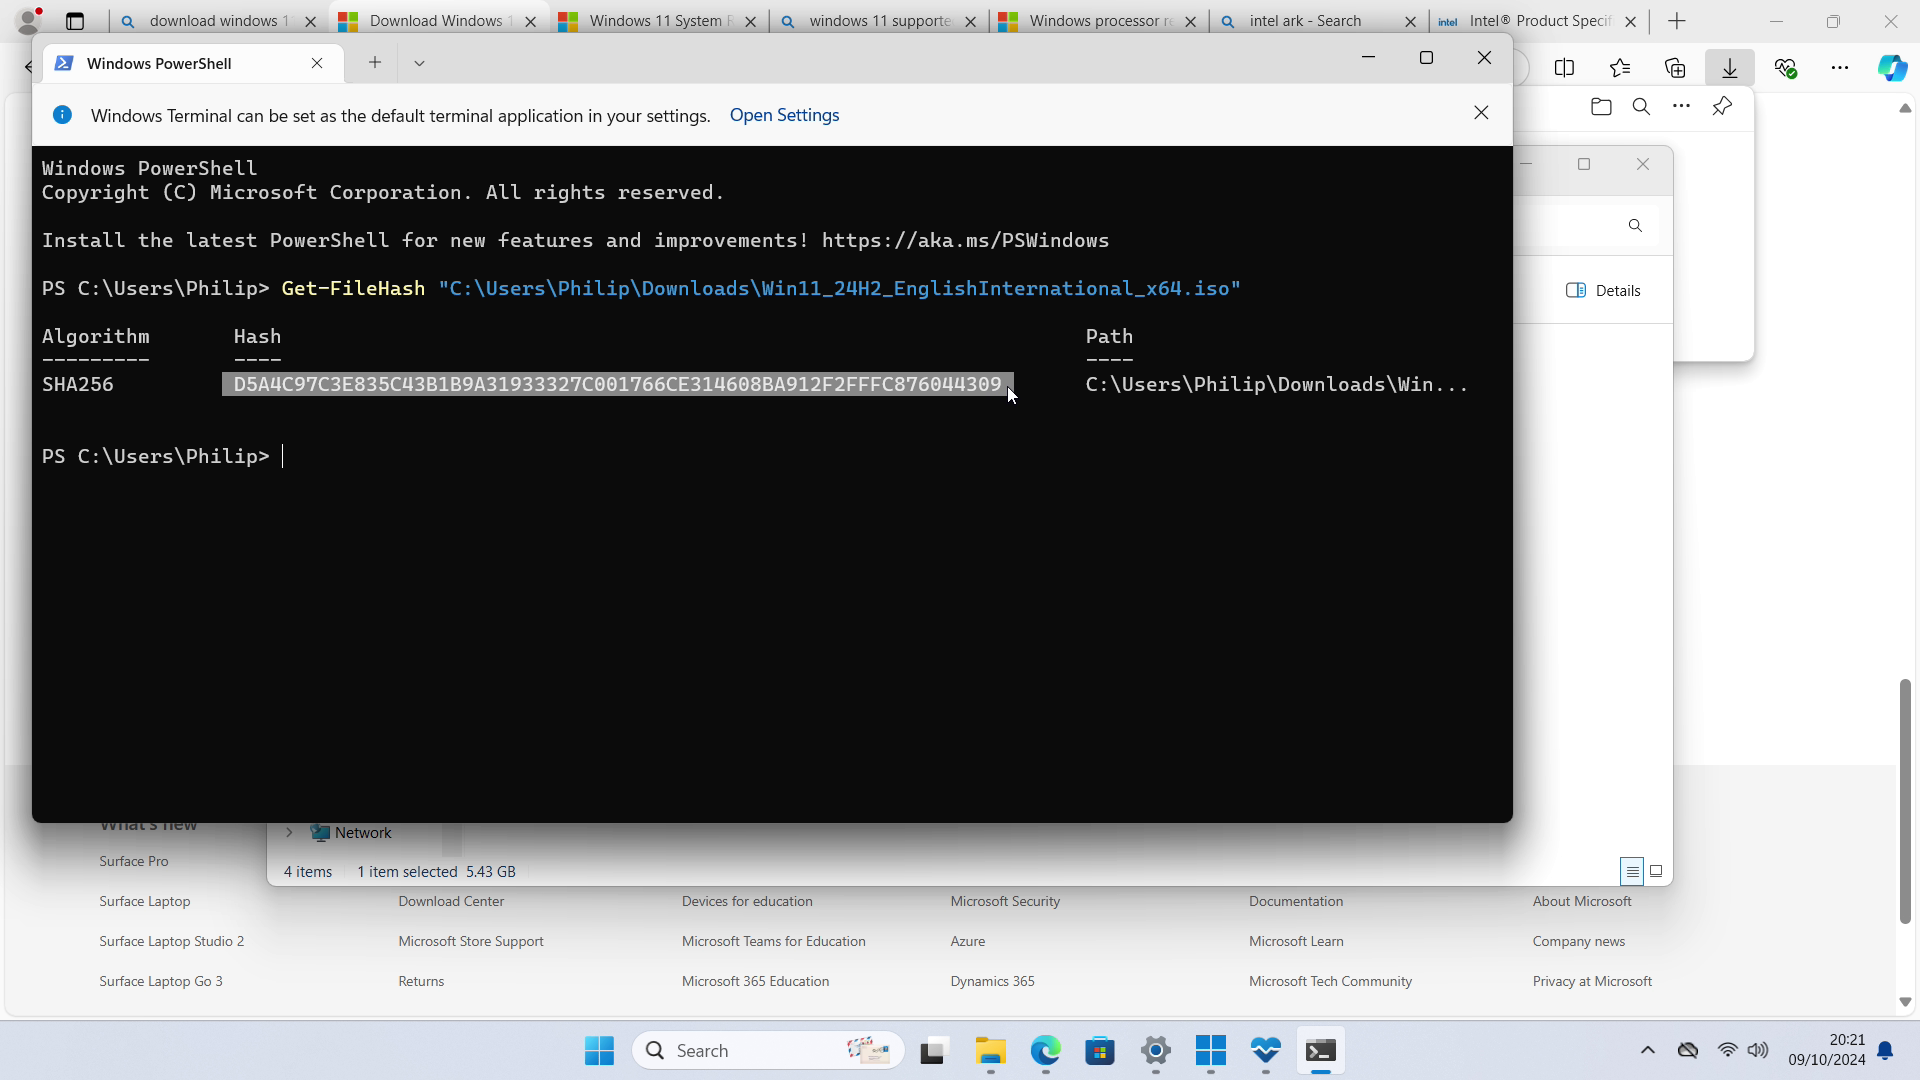 download windows 1
Download Windows 1
Windows 11 System R
windows 11 supporte
Windows processor re
intel ark - Search
intel
Intel® Product Specif
Windows PowerShell
Windows Terminal can be set as the default terminal application in your settings. Open Settings
Windows PowerShell
Copyright (C) Microsoft Corporation. All rights reserved.
Install the latest PowerShell for new features and improvements! https://aka.ms/PSWindows
PS C:\Users\Philip> Get-FileHash "C:\Users\Philip\Downloads\Win11_24H2_EnglishInternational_x64.iso"
Details
Algorithm Hash Path
--------- ---- ----
SHA256 D5A4C97C3E835C43B1B9A31933327C001766CE314608BA912F2FFFC876044309 C:\Users\Philip\Downloads\Win...
PS C:\Users\Philip>
What's new
Network
4 items 1 item selected 5.43 GB
Surface Pro
Surface Laptop Download Center Devices for education Microsoft Security Documentation About Microsoft
Surface Laptop Studio 2 Microsoft Store Support Microsoft Teams for Education Azure Microsoft Learn Company news
Surface Laptop Go 3 Returns Microsoft 365 Education Dynamics 365 Microsoft Tech Community Privacy at Microsoft
Search
20:21
09/10/2024